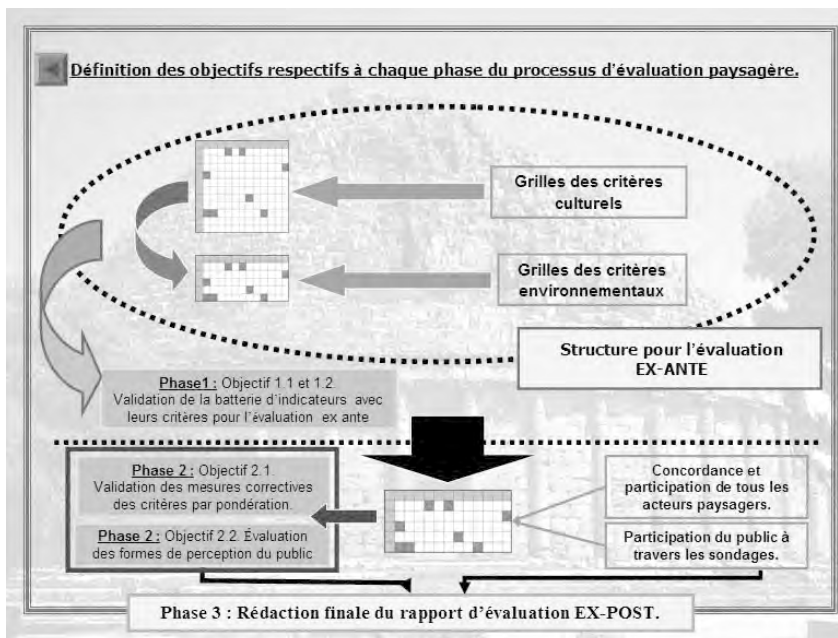 Définition des objectifs respectifs à chaque phase du processus d'évaluation paysagère.
Grilles des critères
culturels
Grilles des critères
environnementaux
Structure pour l'évaluation
EX-ANTE
Phase1 : Objectif 1.1 et 1.2.
Validation de la batterie d'indicateurs avec
leurs critères pour l'évaluation ex ante
Phase 2 : Objectif 2.1.
Validation des mesures correctives
des critères par pondération.
Phase 2 : Objectif 2.2. Évaluation
des formes de perception du public
Concordance et
participation de tous les
acteurs paysagers.
Participation du public à
travers les sondages.
Phase 3 : Rédaction finale du rapport d'évaluation EX-POST.